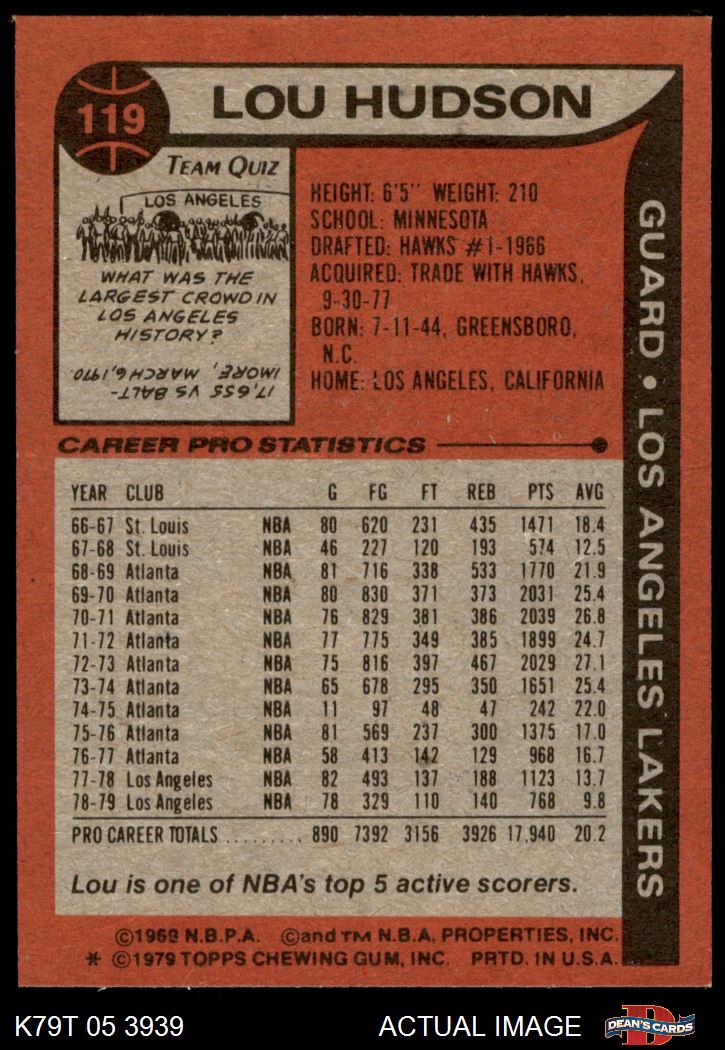 119
LOU HUDSON
TEAM QUIZ
LOS ANGELES
WHAT WAS THE
LARGEST CROWD IN
LOS ANGELES
HISTORY?
17,655 VS BALT-
IMORE, MARCH 6, 1970.
HEIGHT: 6'5" WEIGHT: 210
SCHOOL: MINNESOTA
DRAFTED: HAWKS #1-1966
ACQUIRED: TRADE WITH HAWKS,
9-30-77
BORN: 7-11-44, GREENSBORO,
N.C.
HOME: LOS ANGELES, CALIFORNIA
GUARD • LOS ANGELES LAKERS
CAREER PRO STATISTICS
YEAR CLUB G FG FT REB PTS AVG
66-67 St. Louis NBA 80 620 231 435 1471 18.4
67-68 St. Louis NBA 46 227 120 193 574 12.5
68-69 Atlanta NBA 81 716 338 533 1770 21.9
69-70 Atlanta NBA 80 830 371 373 2031 25.4
70-71 Atlanta NBA 76 829 381 386 2039 26.8
71-72 Atlanta NBA 77 775 349 385 1899 24.7
72-73 Atlanta NBA 75 816 397 467 2029 27.1
73-74 Atlanta NBA 65 678 295 350 1651 25.4
74-75 Atlanta NBA 11 97 48 47 242 22.0
75-76 Atlanta NBA 81 569 237 300 1375 17.0
76-77 Atlanta NBA 58 413 142 129 968 16.7
77-78 Los Angeles NBA 82 493 137 188 1123 13.7
78-79 Los Angeles NBA 78 329 110 140 768 9.8
PRO CAREER TOTALS ......... 890 7392 3156 3926 17,940 20.2
Lou is one of NBA's top 5 active scorers.
©1969 N.B.P.A. ©and TM N.B.A. PROPERTIES, INC.
* ©1979 TOPPS CHEWING GUM, INC. PRTD. IN U.S.A.
K79T 05 3939 ACTUAL IMAGE
D
DEAN'S CARDS